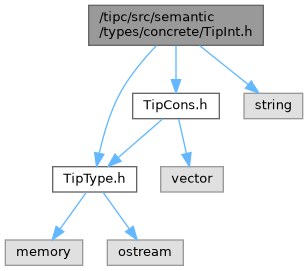 /tipc/src/semantic
/types/concrete/TipInt.h
TipCons.h
string
TipType.h
vector
memory
ostream